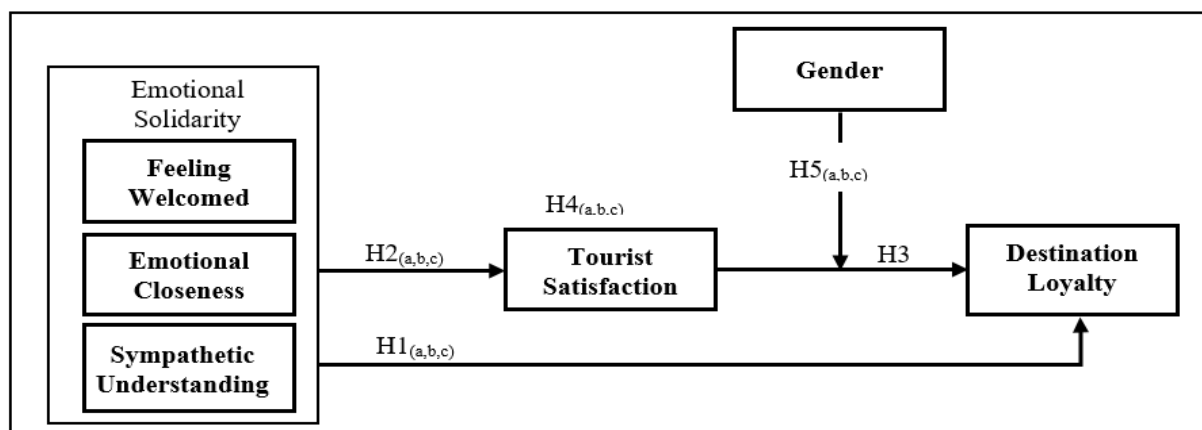 Emotional
Solidarity
Feeling
Welcomed
Emotional
Closeness
Sympathetic
Understanding
H2(a,b,c)
H1(a,b,c)
H4(a,b,c)
Tourist
Satisfaction
Gender
H5(a,b,c)
H3
Destination
Loyalty